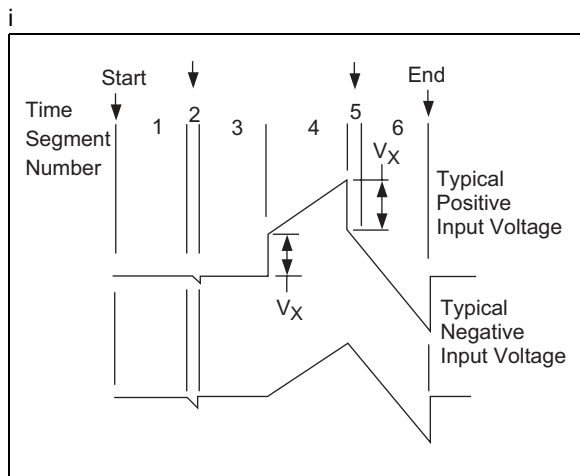 i
Start
End
Time
Segment
Number
1
2
3
4
5
6
VX
Typical
Positive
Input Voltage
VX
Typical
Negative
Input Voltage